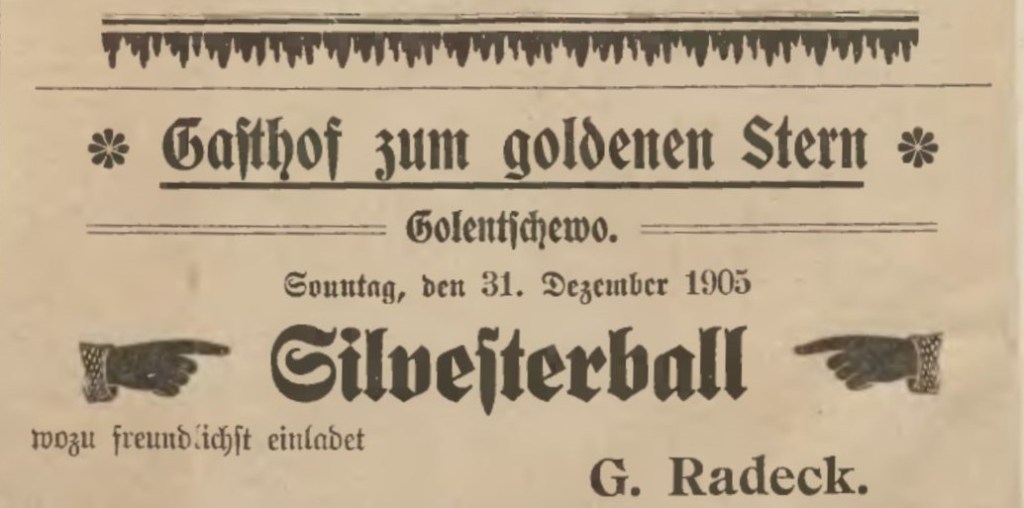 Gasthof zum goldenen Stern
Golentschewo.
Sonntag, den 31. Dezember 1905
Silvesterball
wozu freundlichst einladet
G. Radeck.